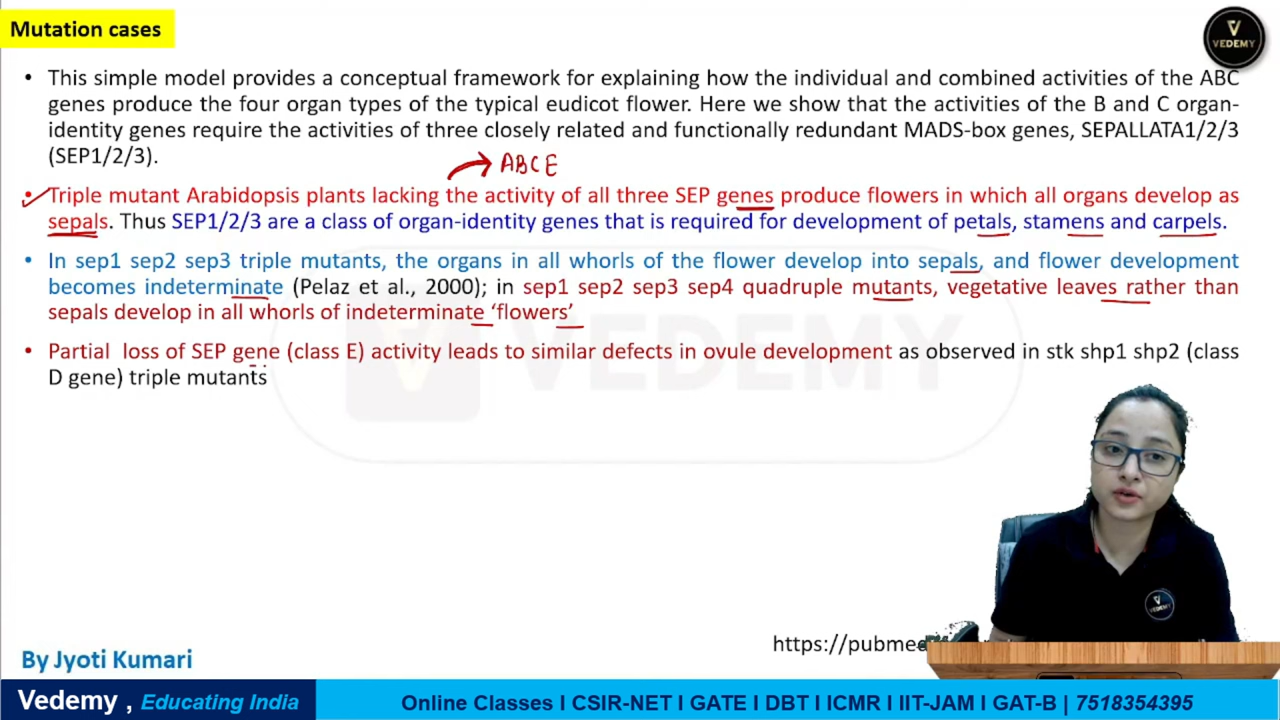 Mutation cases
VEDEMY
• This simple model provides a conceptual framework for explaining how the individual and combined activities of the ABC
genes produce the four organ types of the typical eudicot flower. Here we show that the activities of the B and C organ-
identity genes require the activities of three closely related and functionally redundant MADS-box genes, SEPALLATA1/2/3
(SEP1/2/3).
ABCE
• Triple mutant Arabidopsis plants lacking the activity of all three SEP genes produce flowers in which all organs develop as
sepals. Thus SEP1/2/3 are a class of organ-identity genes that is required for development of petals, stamens and carpels.
• In sep1 sep2 sep3 triple mutants, the organs in all whorls of the flower develop into sepals, and flower development
becomes indeterminate (Pelaz et al., 2000); in sep1 sep2 sep3 sep4 quadruple mutants, vegetative leaves rather than
sepals develop in all whorls of indeterminate ‘flowers’
• Partial loss of SEP gene (class E) activity leads to similar defects in ovule development as observed in stk shp1 shp2 (class
D gene) triple mutants
VEDEMY
VEDEMY
https://pubmed
By Jyoti Kumari
Vedemy , Educating India
Online Classes I CSIR-NET I GATE I DBT I ICMR I IIT-JAM I GAT-B | 7518354395